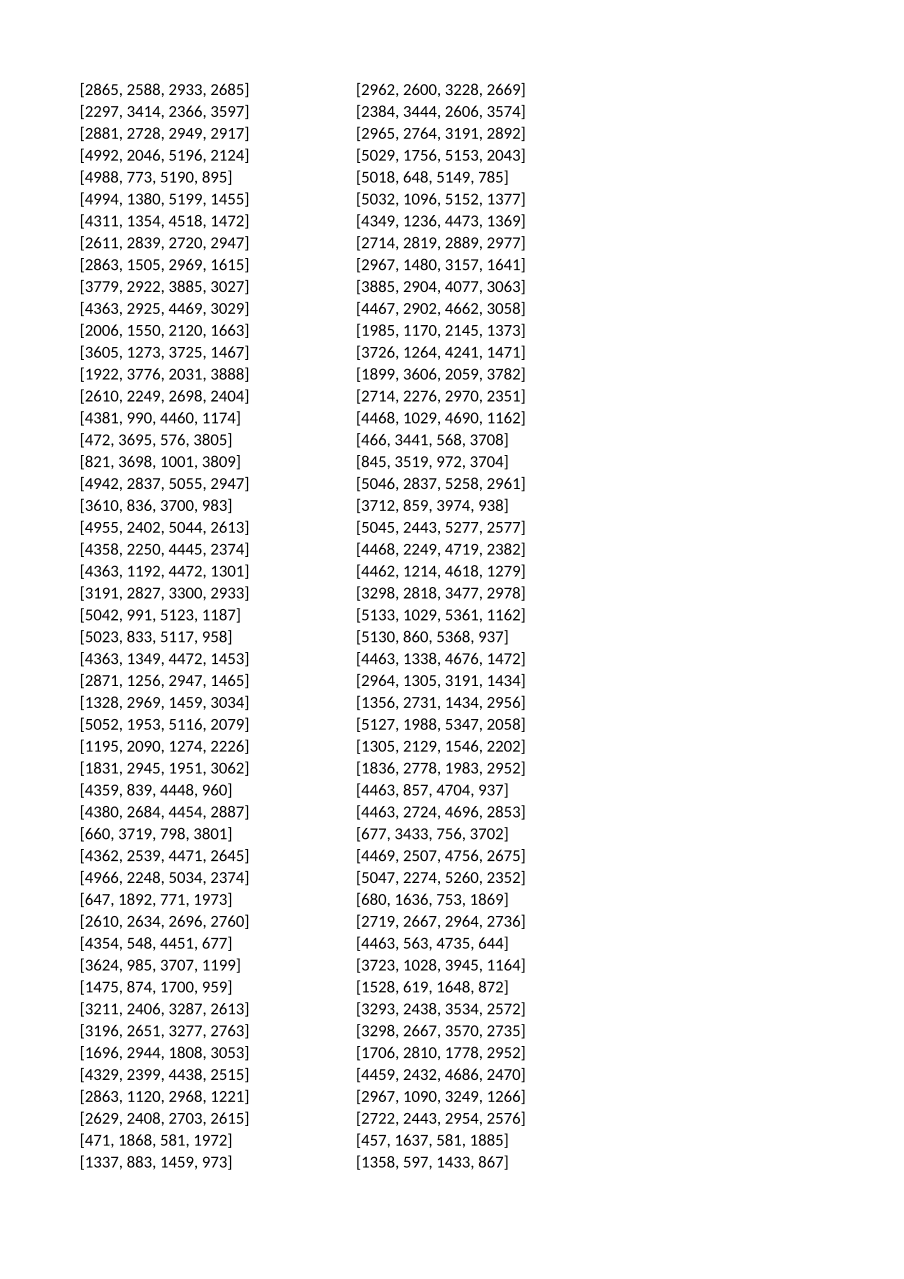 [2865, 2588, 2933, 2685] [2962, 2600, 3228, 2669]
[2297, 3414, 2366, 3597] [2384, 3444, 2606, 3574]
[2881, 2728, 2949, 2917] [2965, 2764, 3191, 2892]
[4992, 2046, 5196, 2124] [5029, 1756, 5153, 2043]
[4988, 773, 5190, 895] [5018, 648, 5149, 785]
[4994, 1380, 5199, 1455] [5032, 1096, 5152, 1377]
[4311, 1354, 4518, 1472] [4349, 1236, 4473, 1369]
[2611, 2839, 2720, 2947] [2714, 2819, 2889, 2977]
[2863, 1505, 2969, 1615] [2967, 1480, 3157, 1641]
[3779, 2922, 3885, 3027] [3885, 2904, 4077, 3063]
[4363, 2925, 4469, 3029] [4467, 2902, 4662, 3058]
[2006, 1550, 2120, 1663] [1985, 1170, 2145, 1373]
[3605, 1273, 3725, 1467] [3726, 1264, 4241, 1471]
[1922, 3776, 2031, 3888] [1899, 3606, 2059, 3782]
[2610, 2249, 2698, 2404] [2714, 2276, 2970, 2351]
[4381, 990, 4460, 1174] [4468, 1029, 4690, 1162]
[472, 3695, 576, 3805] [466, 3441, 568, 3708]
[821, 3698, 1001, 3809] [845, 3519, 972, 3704]
[4942, 2837, 5055, 2947] [5046, 2837, 5258, 2961]
[3610, 836, 3700, 983] [3712, 859, 3974, 938]
[4955, 2402, 5044, 2613] [5045, 2443, 5277, 2577]
[4358, 2250, 4445, 2374] [4468, 2249, 4719, 2382]
[4363, 1192, 4472, 1301] [4462, 1214, 4618, 1279]
[3191, 2827, 3300, 2933] [3298, 2818, 3477, 2978]
[5042, 991, 5123, 1187] [5133, 1029, 5361, 1162]
[5023, 833, 5117, 958] [5130, 860, 5368, 937]
[4363, 1349, 4472, 1453] [4463, 1338, 4676, 1472]
[2871, 1256, 2947, 1465] [2964, 1305, 3191, 1434]
[1328, 2969, 1459, 3034] [1356, 2731, 1434, 2956]
[5052, 1953, 5116, 2079] [5127, 1988, 5347, 2058]
[1195, 2090, 1274, 2226] [1305, 2129, 1546, 2202]
[1831, 2945, 1951, 3062] [1836, 2778, 1983, 2952]
[4359, 839, 4448, 960] [4463, 857, 4704, 937]
[4380, 2684, 4454, 2887] [4463, 2724, 4696, 2853]
[660, 3719, 798, 3801] [677, 3433, 756, 3702]
[4362, 2539, 4471, 2645] [4469, 2507, 4756, 2675]
[4966, 2248, 5034, 2374] [5047, 2274, 5260, 2352]
[647, 1892, 771, 1973] [680, 1636, 753, 1869]
[2610, 2634, 2696, 2760] [2719, 2667, 2964, 2736]
[4354, 548, 4451, 677] [4463, 563, 4735, 644]
[3624, 985, 3707, 1199] [3723, 1028, 3945, 1164]
[1475, 874, 1700, 959] [1528, 619, 1648, 872]
[3211, 2406, 3287, 2613] [3293, 2438, 3534, 2572]
[3196, 2651, 3277, 2763] [3298, 2667, 3570, 2735]
[1696, 2944, 1808, 3053] [1706, 2810, 1778, 2952]
[4329, 2399, 4438, 2515] [4459, 2432, 4686, 2470]
[2863, 1120, 2968, 1221] [2967, 1090, 3249, 1266]
[2629, 2408, 2703, 2615] [2722, 2443, 2954, 2576]
[471, 1868, 581, 1972] [457, 1637, 581, 1885]
[1337, 883, 1459, 973] [1358, 597, 1433, 867]